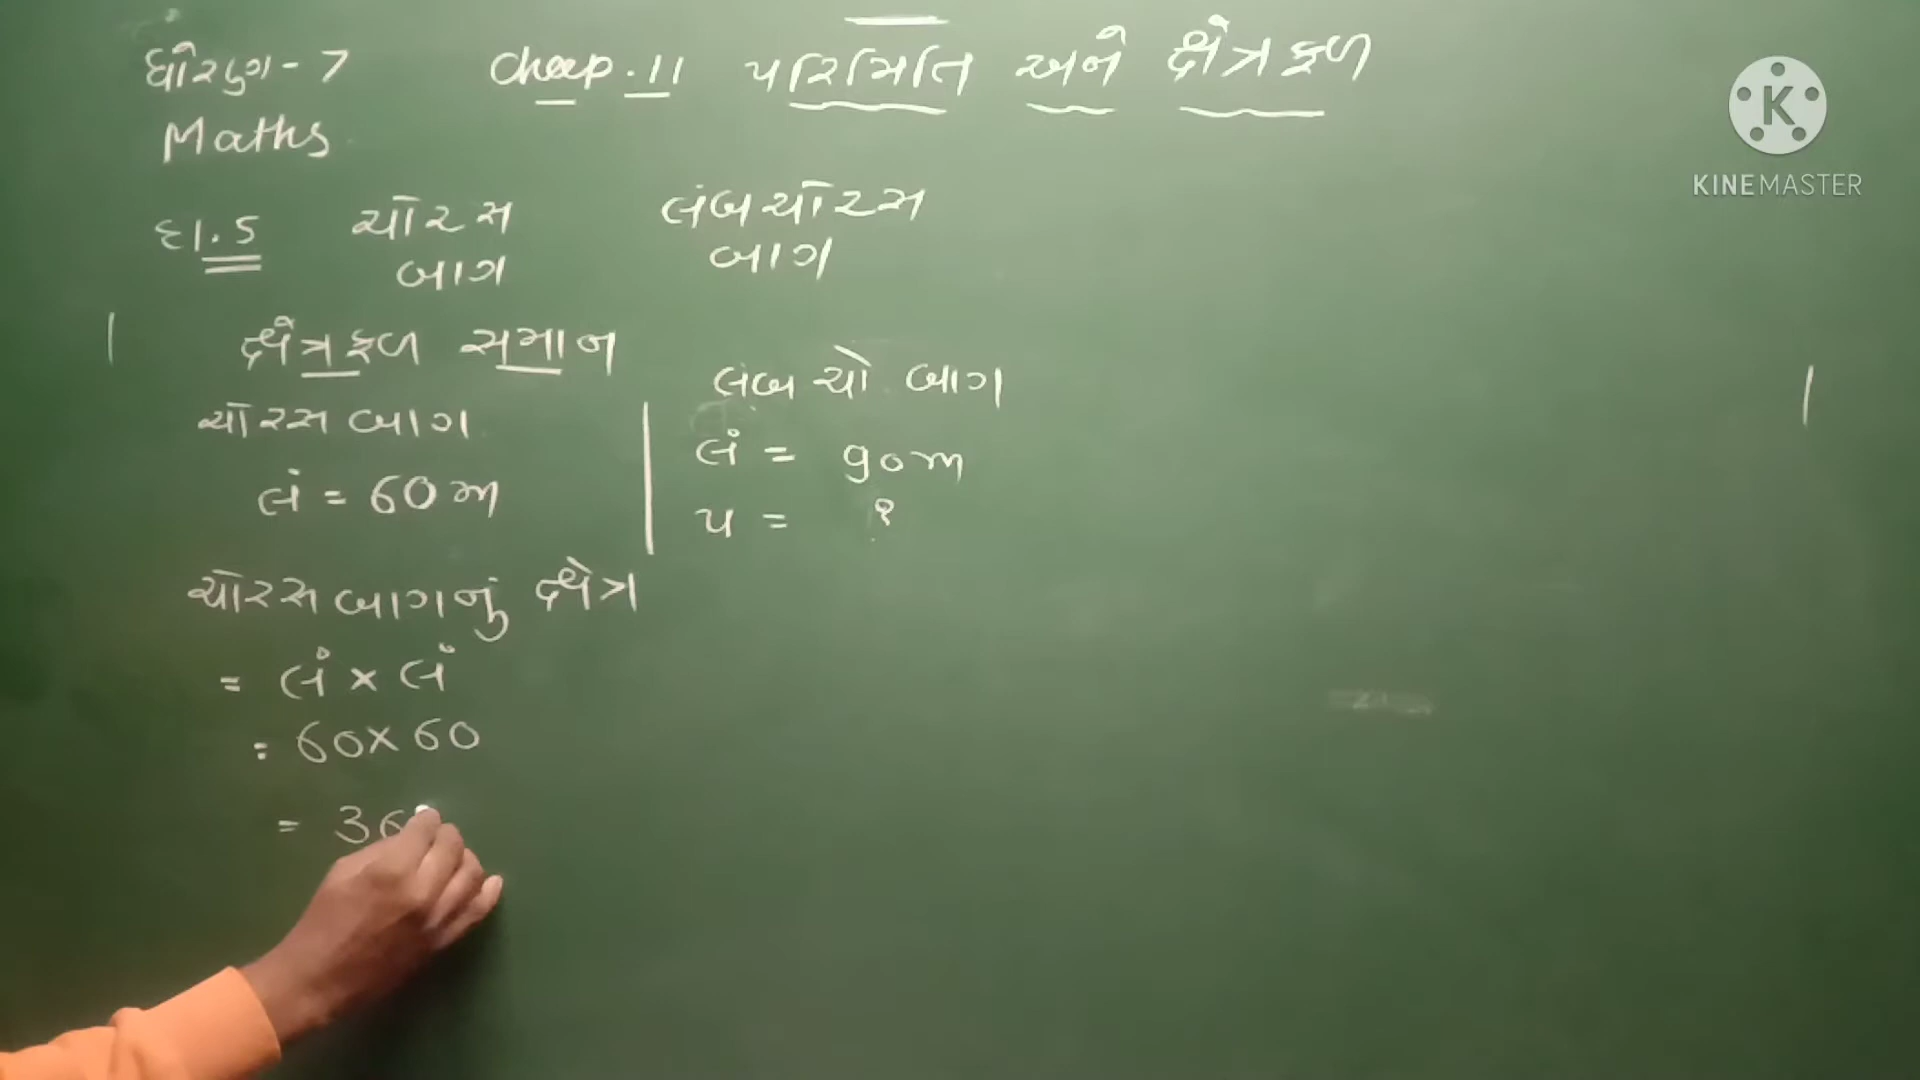 ધોરણ - 7 Chap. 11 પરિમિતિ અને ક્ષેત્રફળ
Maths
દા. 5 ચોરસ બાગ લંબચોરસ બાગ
ક્ષેત્રફળ સમાન
ચોરસ બાગ
લં = 60 m
લંબ ચો બાગ
લં = 90 m
પ = ?
ચોરસ બાગનું ક્ષેત્ર
= લં × લં
= 60 × 60
= 36
KINEMASTER